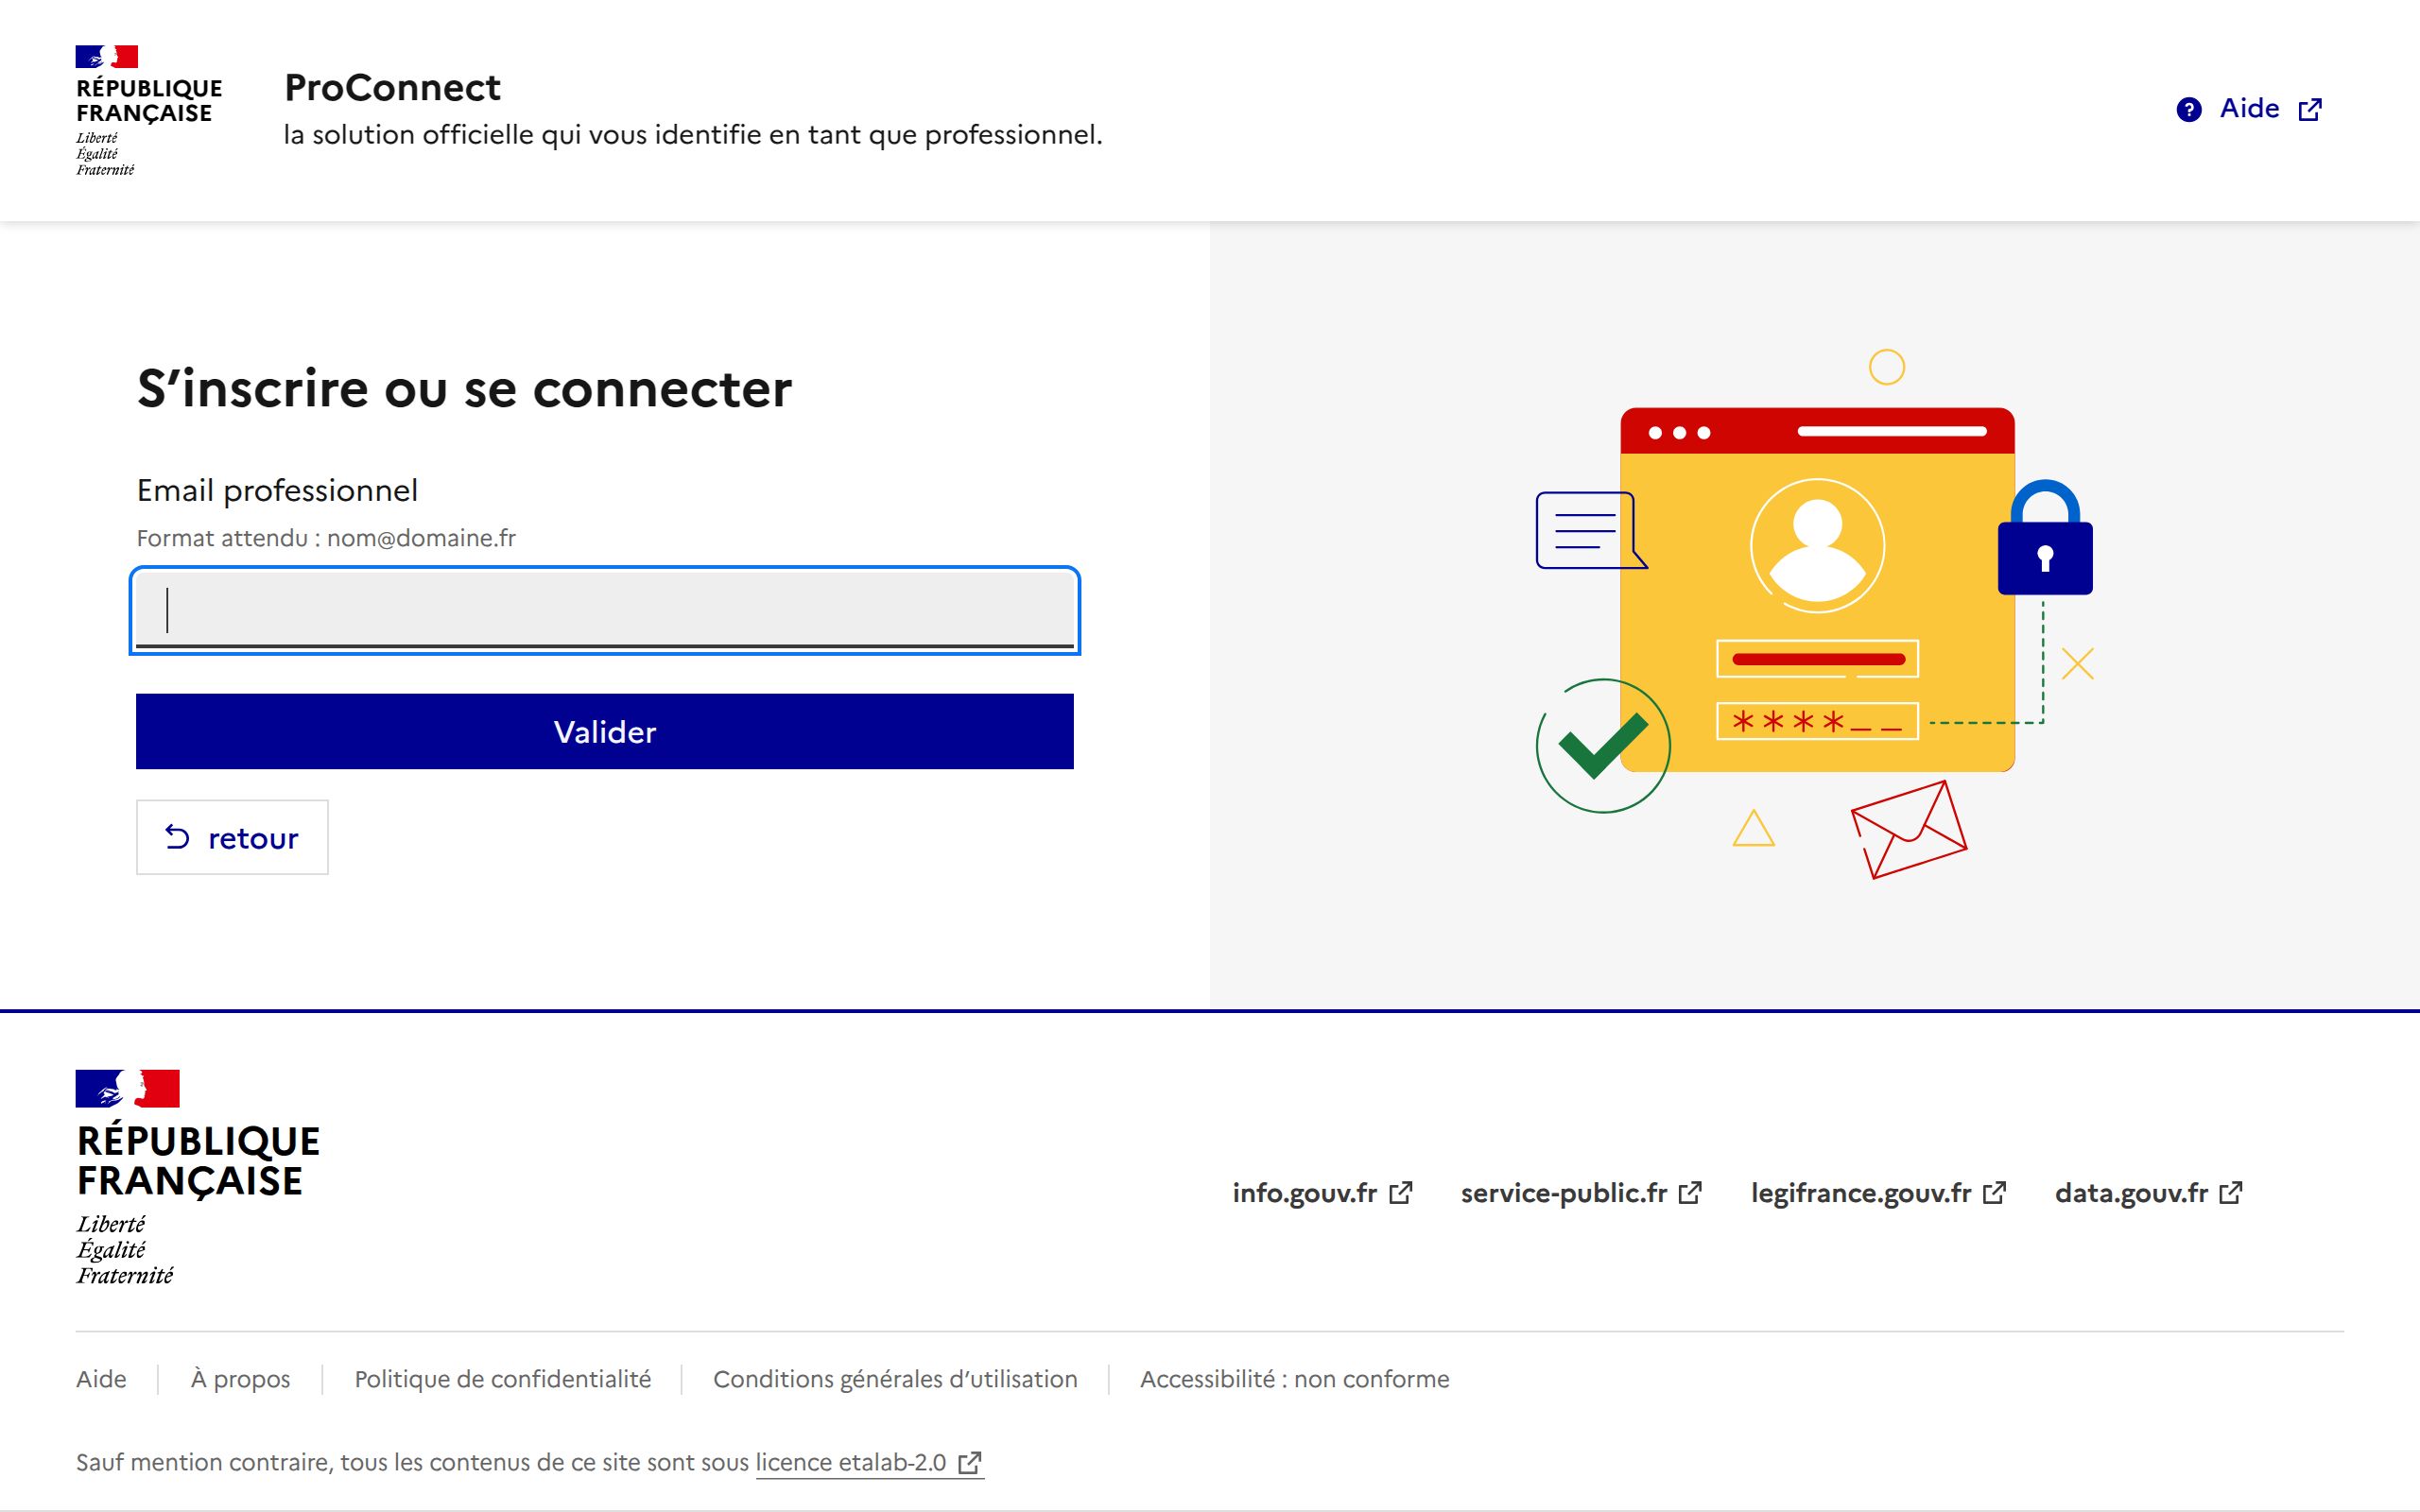 RÉPUBLIQUE
FRANÇAISE
Liberté
Égalité
Fraternité
ProConnect
la solution officielle qui vous identifie en tant que professionnel.
Aide
S’inscrire ou se connecter
Email professionnel
Format attendu : nom@domaine.fr
Valider
retour
****__
RÉPUBLIQUE
FRANÇAISE
Liberté
Égalité
Fraternité
info.gouv.fr service-public.fr legifrance.gouv.fr data.gouv.fr
Aide À propos Politique de confidentialité Conditions générales d’utilisation Accessibilité : non conforme
Sauf mention contraire, tous les contenus de ce site sont sous licence etalab-2.0